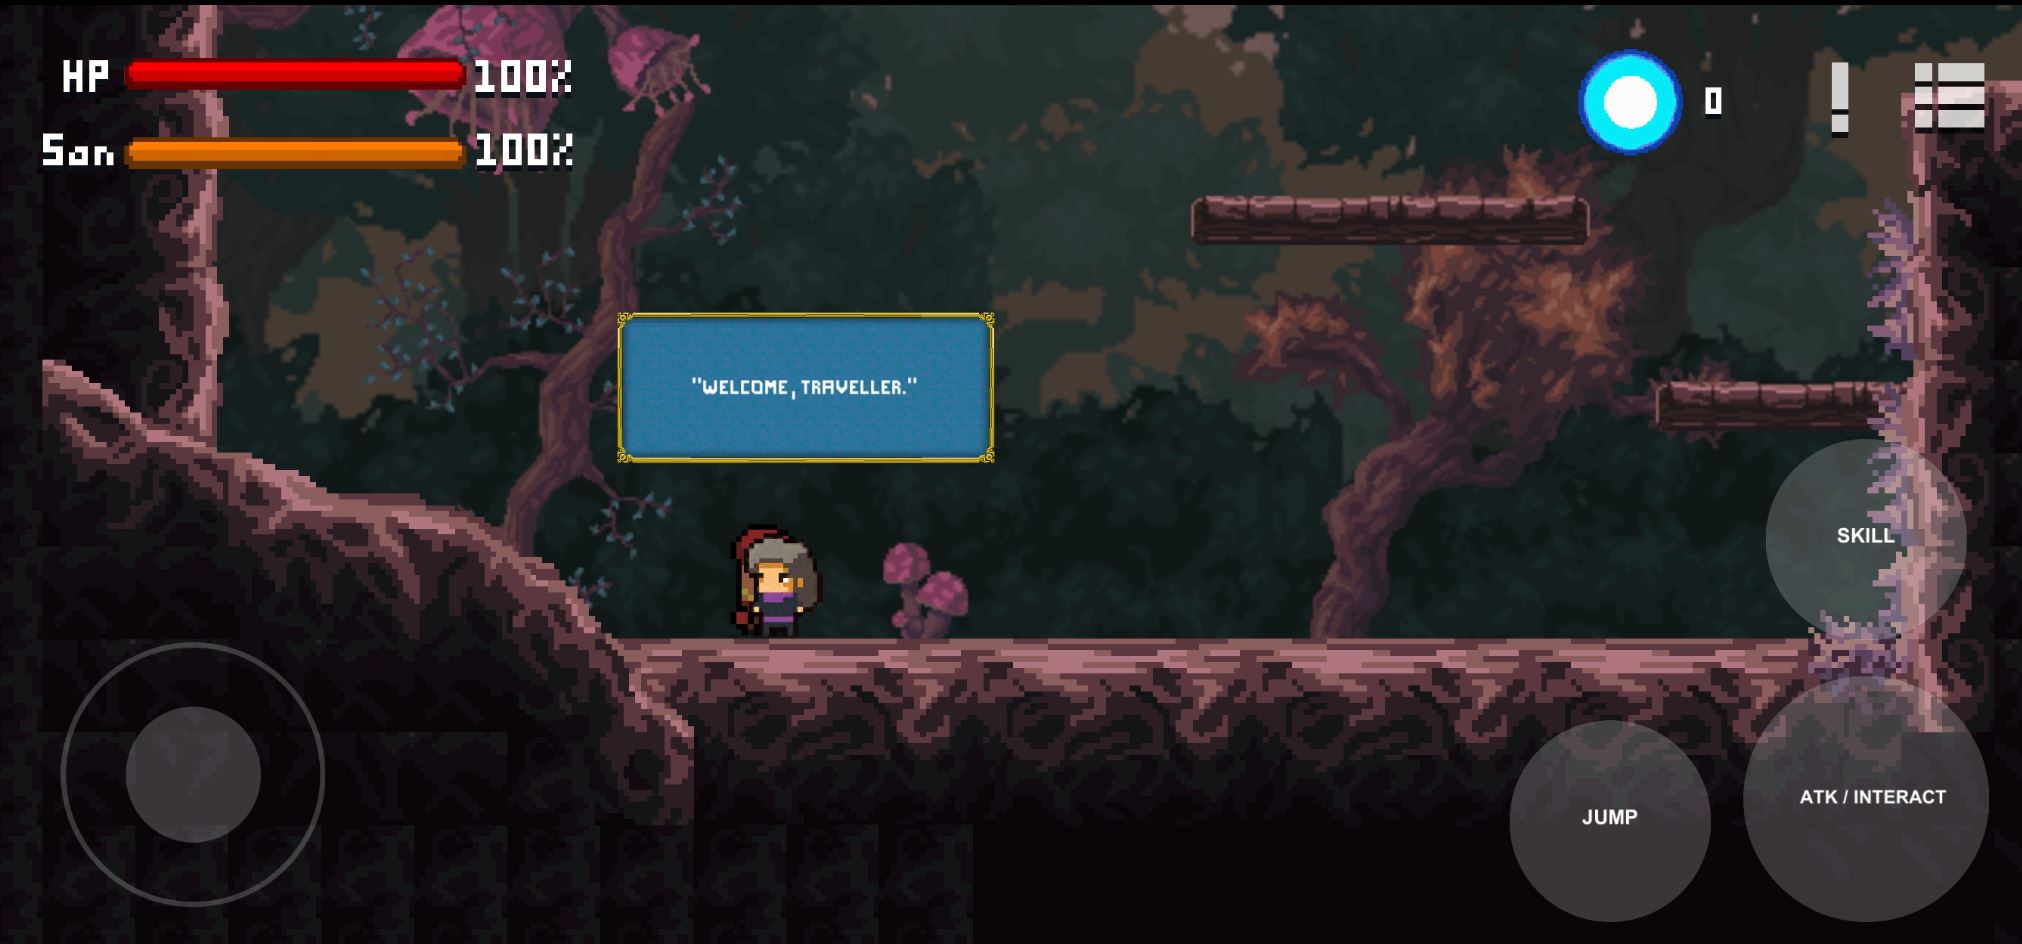 HP 100%
San 100%
0
!
"WELCOME, TRAVELLER."
SKILL
JUMP
ATK / INTERACT